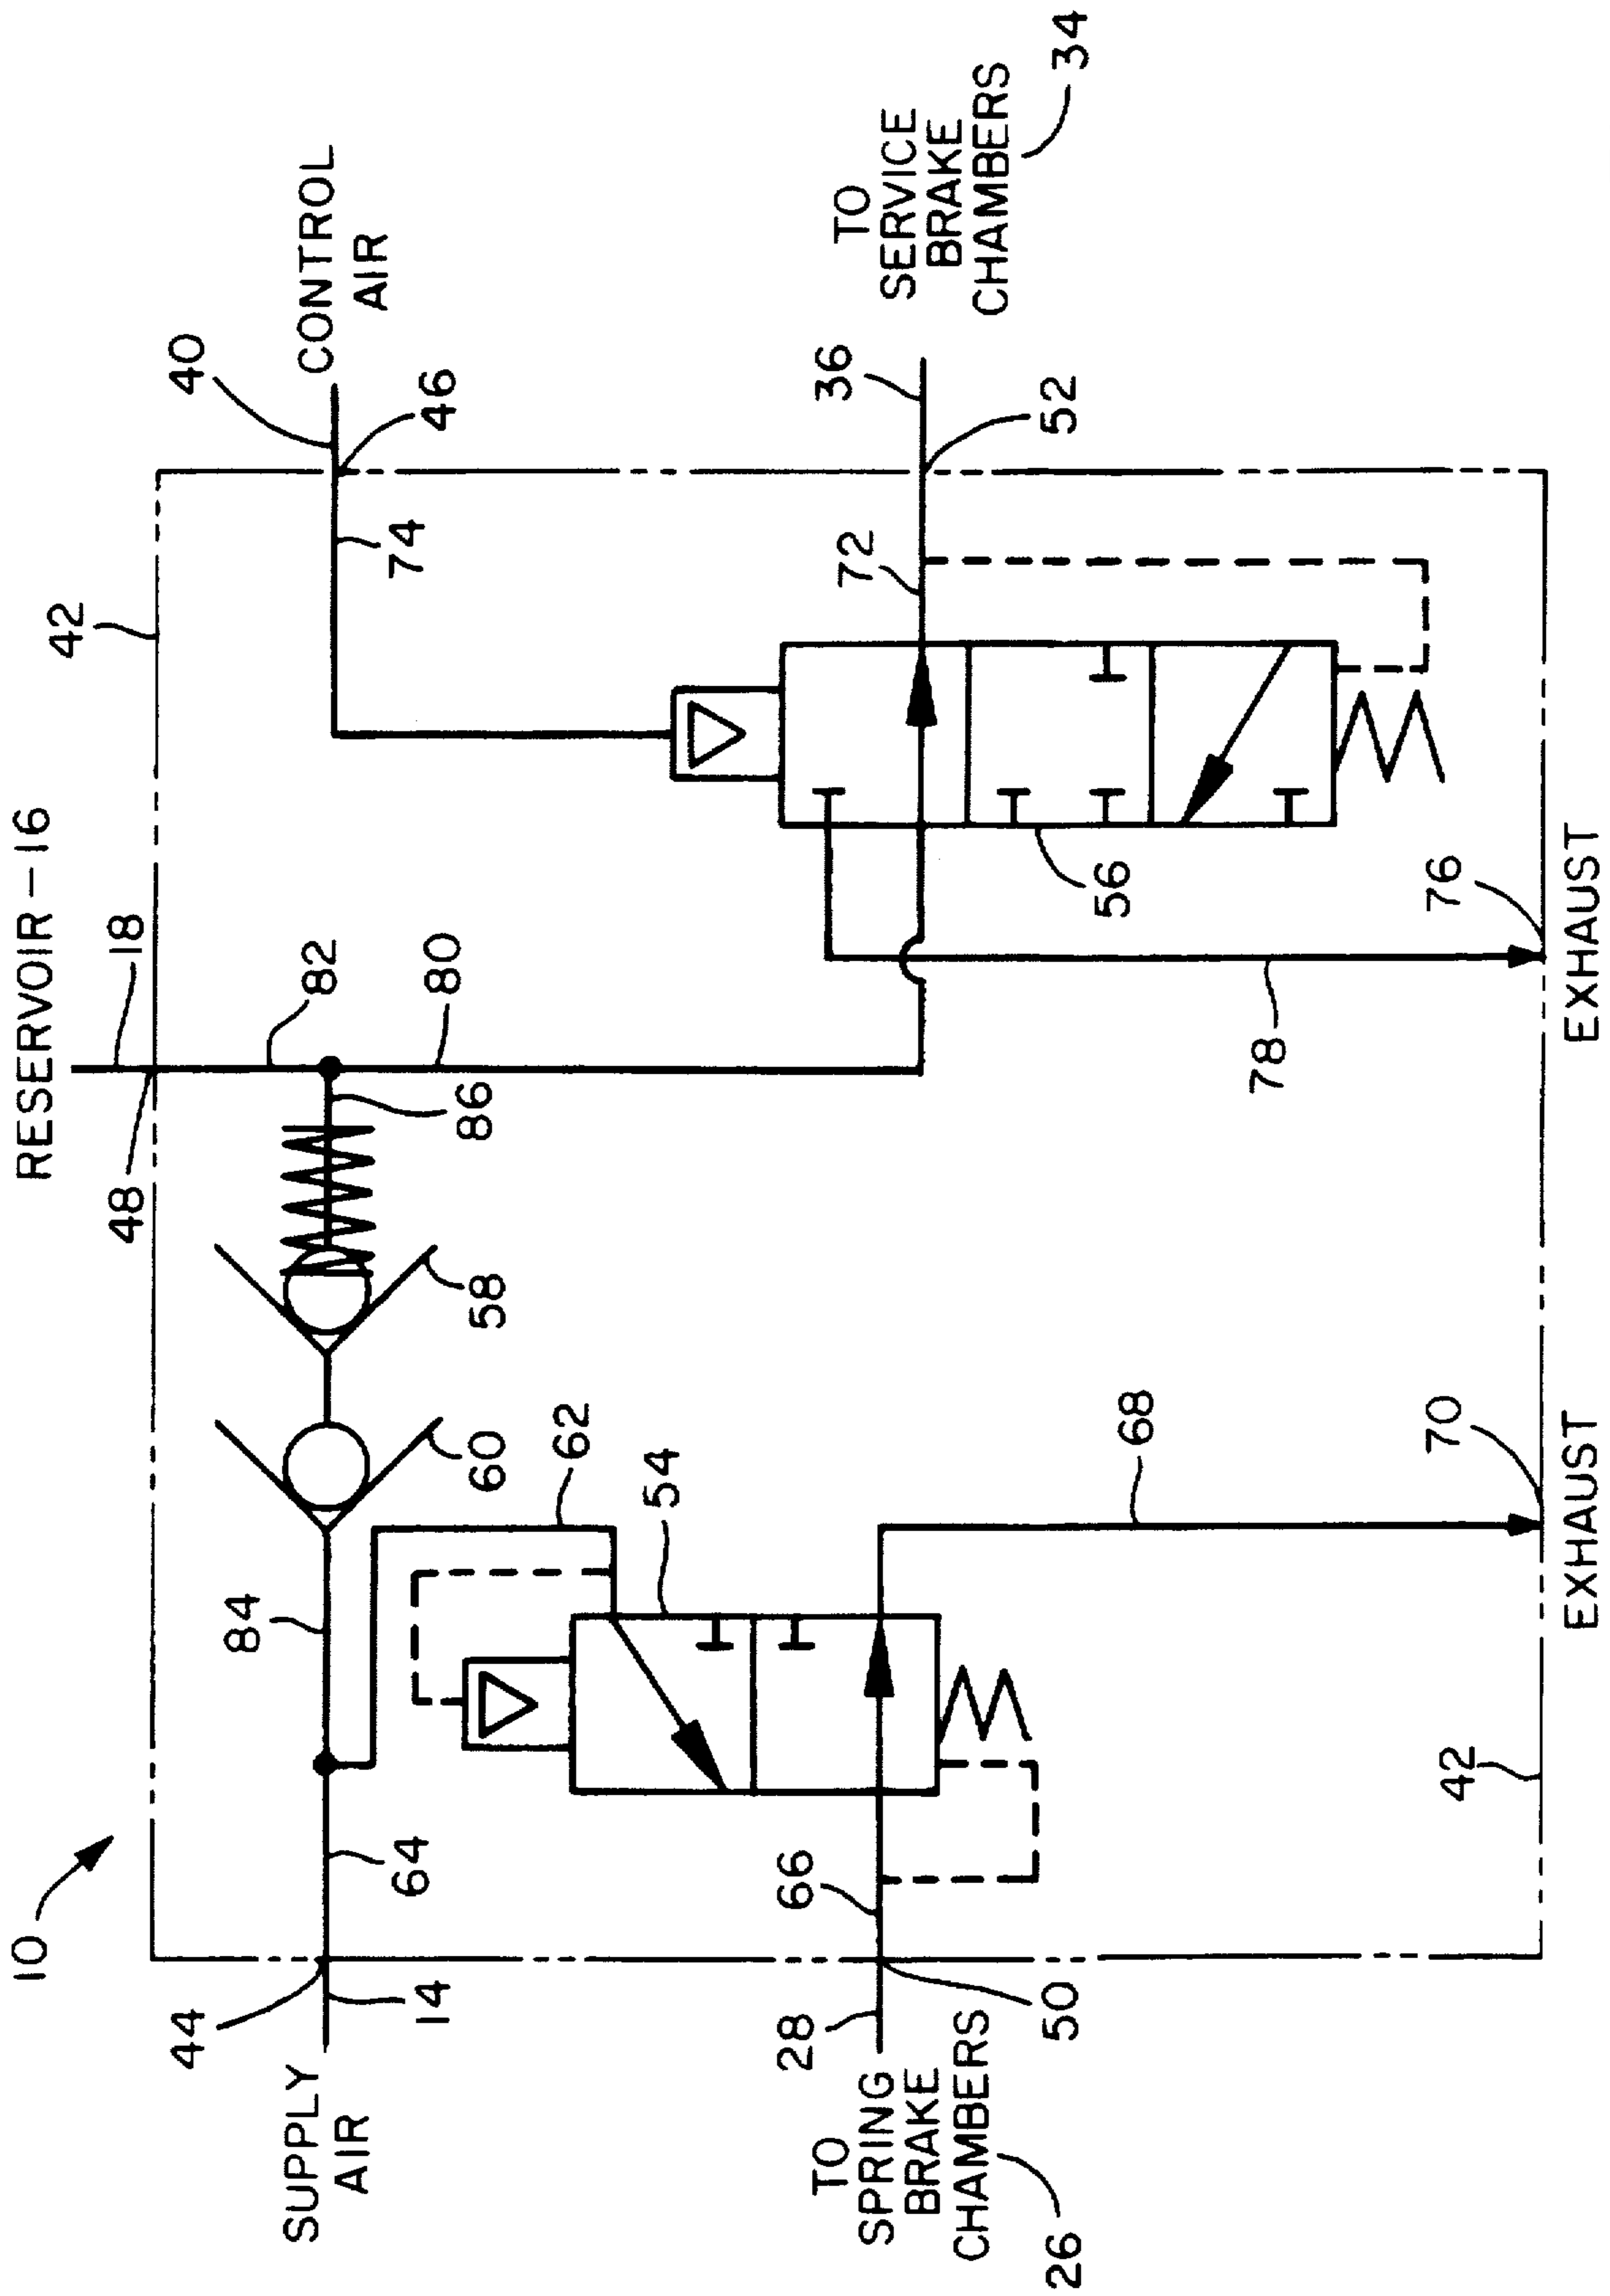 RESERVOIR-16
18
42
48
82
80
86
58
60
84
62
54
64
10
44
14
SUPPLY
AIR
40
CONTROL
AIR
46
74
36
TO
SERVICE
BRAKE
CHAMBERS
34
52
72
56
78
76
EXHAUST
68
70
EXHAUST
42
66
28
50
TO
SPRING
BRAKE
CHAMBERS
26